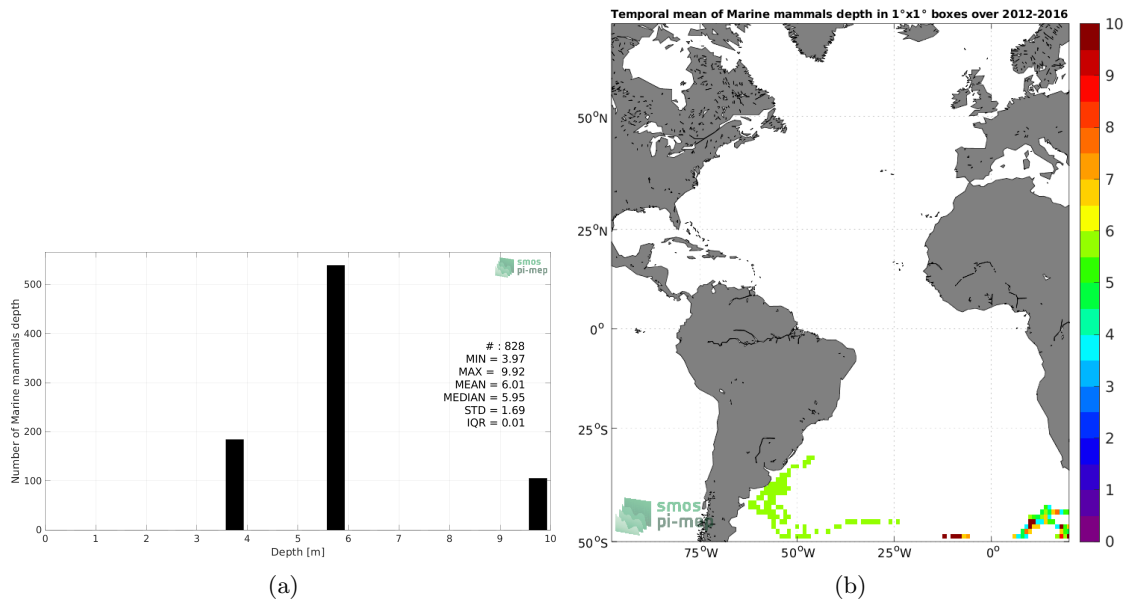 smos
pi-mep
Number of Marine mammals depth
500
400
300
200
100
0
# : 828
MIN = 3.97
MAX = 9.92
MEAN = 6.01
MEDIAN = 5.95
STD = 1.69
IQR = 0.01
0 1 2 3 4 5 6 7 8 9 10
Depth [m]
(a)
Temporal mean of Marine mammals depth in 1°x1° boxes over 2012-2016
50°N
25°N
0°
25°S
50°S
smos
pi-mep
75°W 50°W 25°W 0°
10
9
8
7
6
5
4
3
2
1
0
(b)